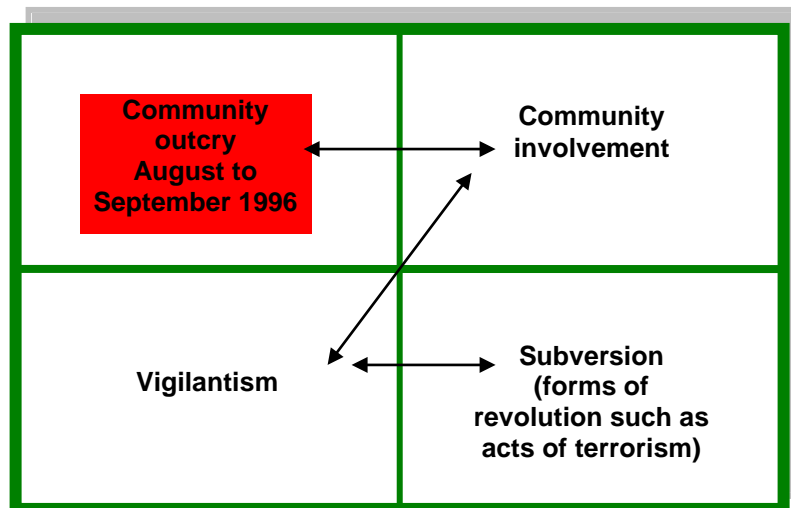 Community
outcry
August to
September 1996
Community
involvement
Vigilantism
Subversion
(forms of
revolution such as
acts of terrorism)